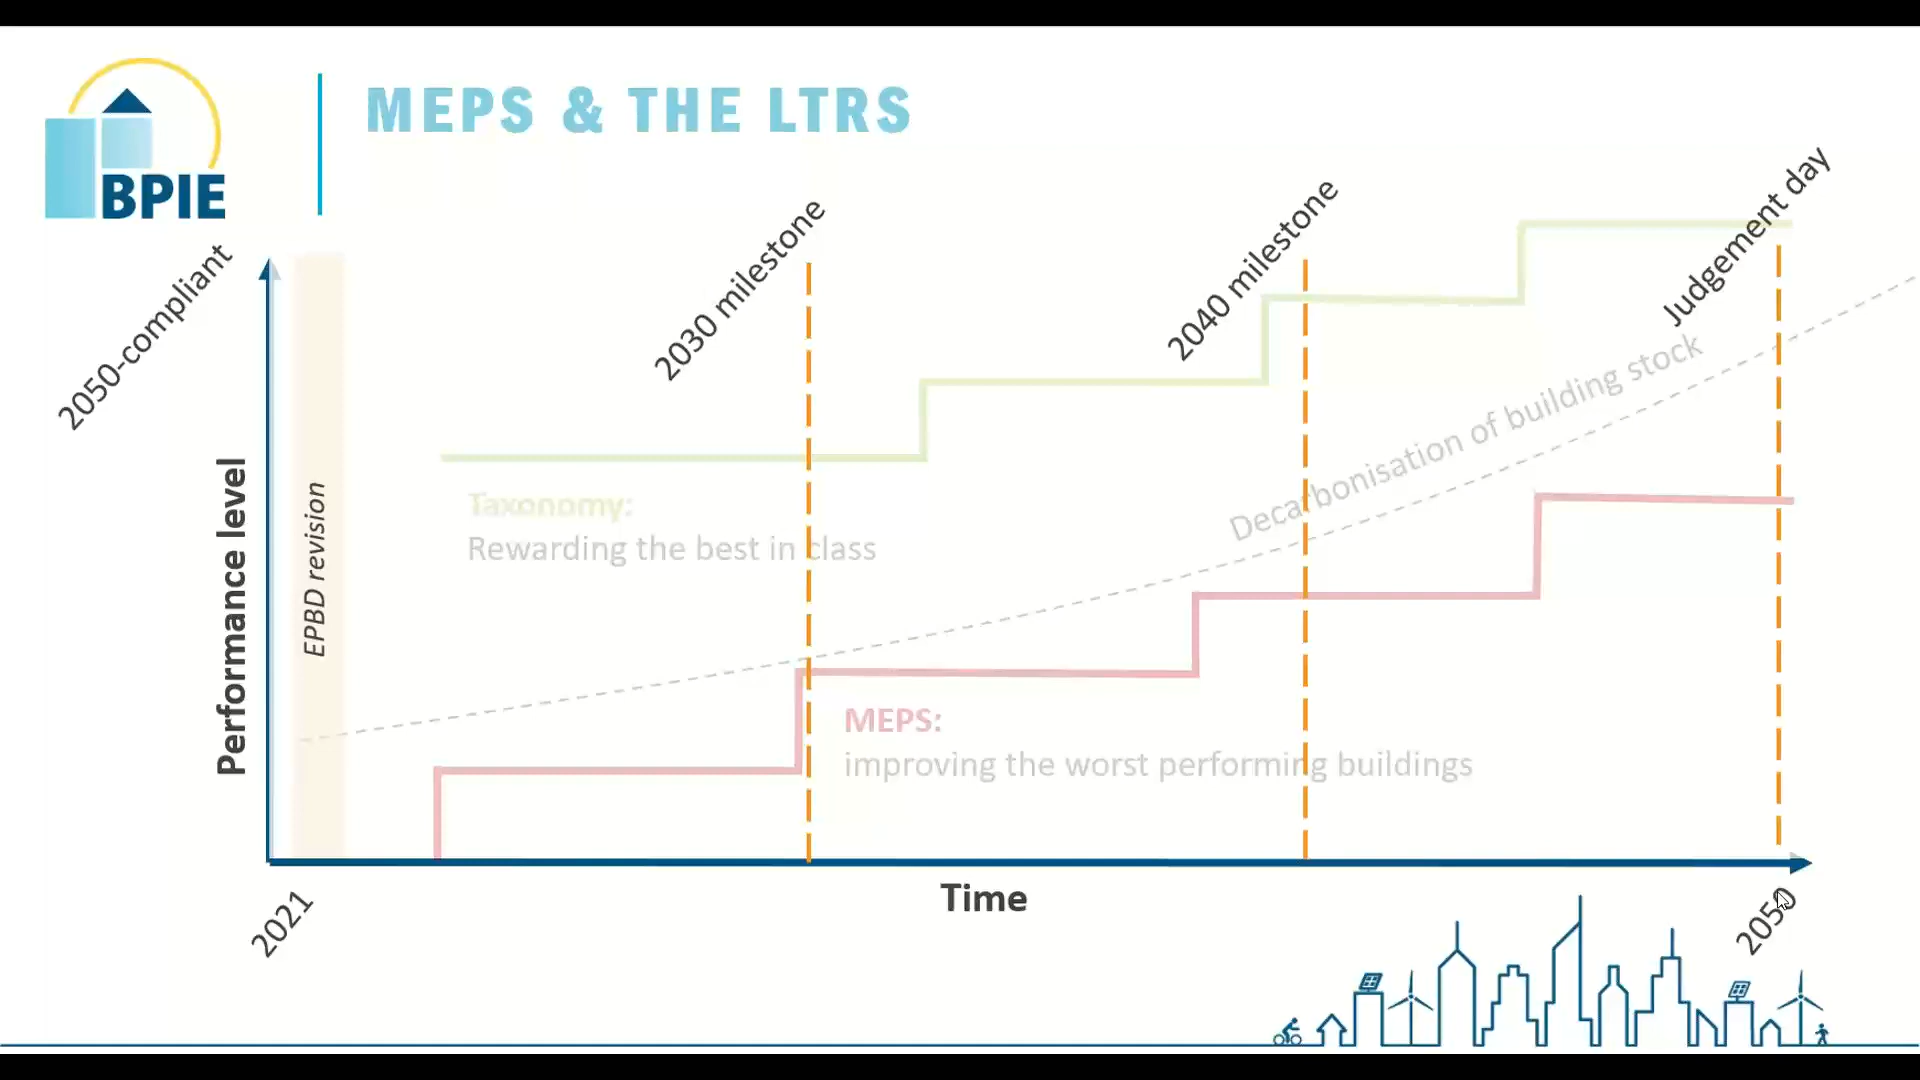 BPIE
MEPS & THE LTRS
2050-compliant
Performance level
EPBD revision
2030 milestone
2040 milestone
Judgement day
Decarbonisation of building stock
Taxonomy:
Rewarding the best in class
MEPS:
improving the worst performing buildings
2021
Time
2050